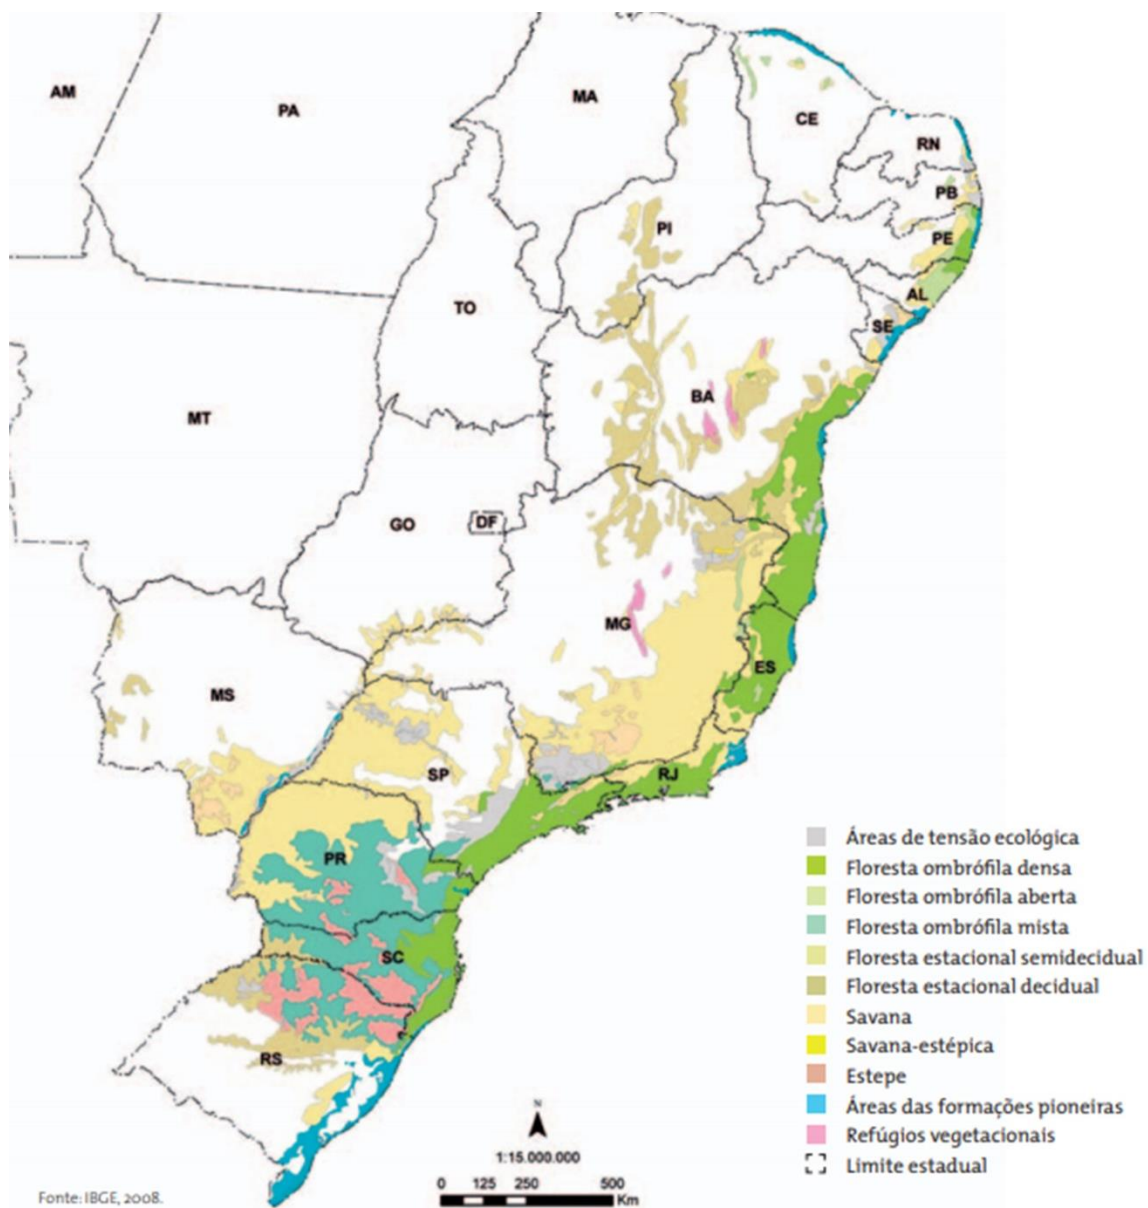 AM
PA
MA
CE
RN
PB
PI
PE
TO
AL
SE
BA
MT
GO
DF
MG
ES
MS
SP
RJ
PR
SC
RS
Áreas de tensão ecológica
Floresta ombrófila densa
Floresta ombrófila aberta
Floresta ombrófila mista
Floresta estacional semidecidual
Floresta estacional decidual
Savana
Savana-estépica
Estepe
Áreas das formações pioneiras
Refúgios vegetacionais
Limite estadual
N
1:15.000.000
0 125 250 500
Km
Fonte: IBGE, 2008.